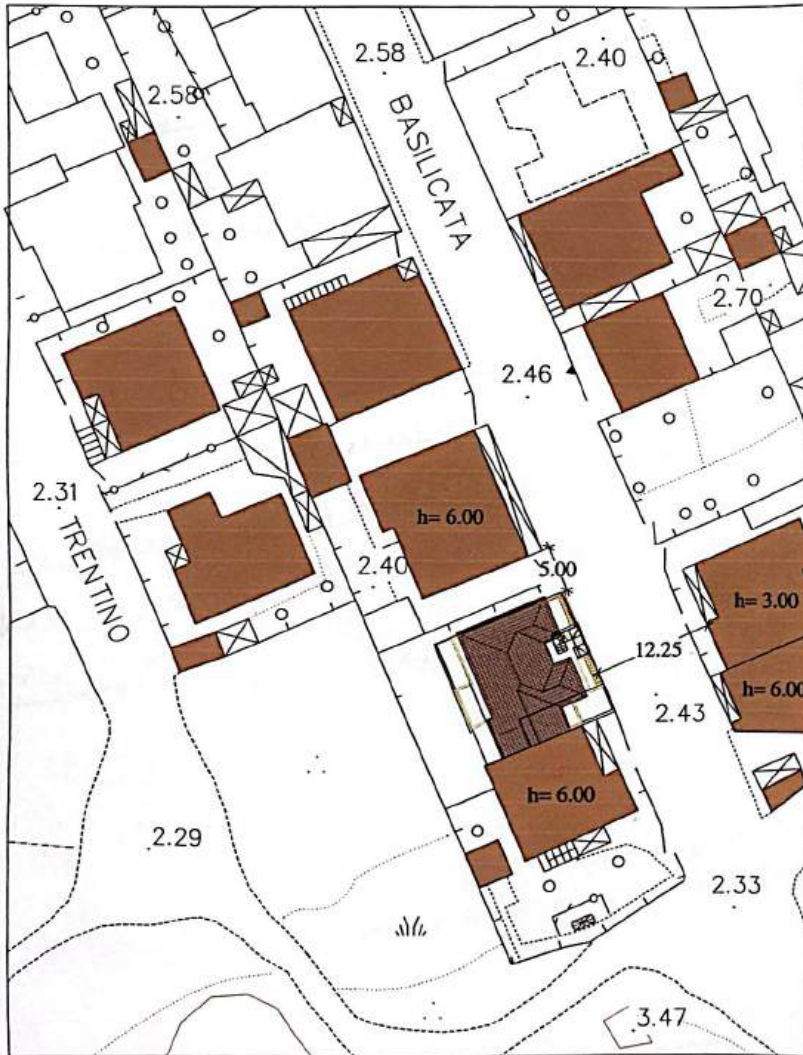 2.58
2.40
2.58
BASILICATA
2.70
2.46
2.31
TRENTINO
h= 6.00
2.40
5.00
h= 3.00
12.25
h= 6.00
2.43
h= 6.00
2.29
2.33
3.47